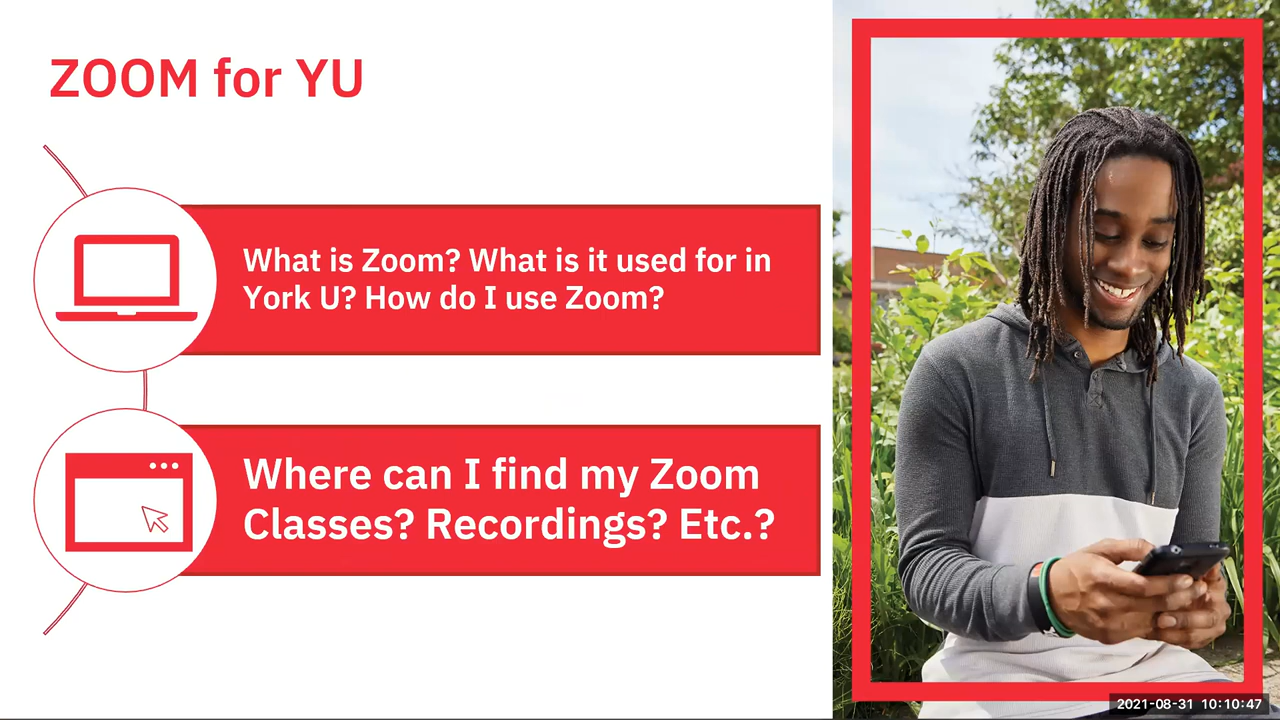 ZOOM for YU
What is Zoom? What is it used for in
York U? How do I use Zoom?
Where can I find my Zoom
Classes? Recordings? Etc.?
2021-08-31 10:10:47